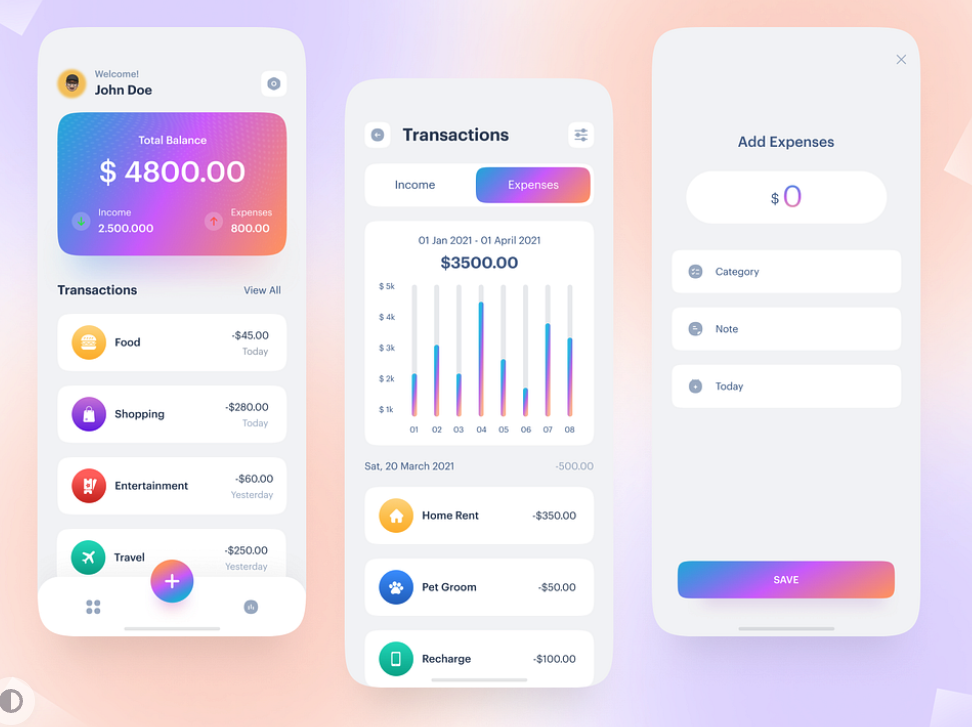 Welcome!
John Doe
Total Balance
$ 4800.00
Income
2.500.000
Expenses
800.00
Transactions
View All
Food
-$45.00
Today
Shopping
-$280.00
Today
Entertainment
-$60.00
Yesterday
Travel
-$250.00
Yesterday
Transactions
Income
Expenses
01 Jan 2021 - 01 April 2021
$3500.00
$ 5k
$ 4k
$ 3k
$ 2k
$ 1k
01 02 03 04 05 06 07 08
Sat, 20 March 2021
-500.00
Home Rent
-$350.00
Pet Groom
-$50.00
Recharge
-$100.00
Add Expenses
$ 0
Category
Note
Today
SAVE